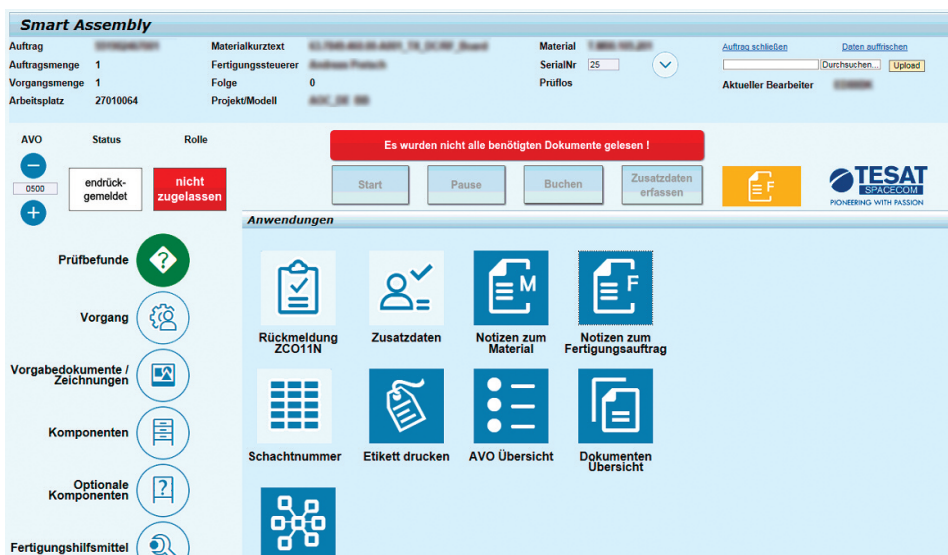 Smart Assembly
Auftrag
Materialkurztext
Material
Auftrag schließen
Daten auffrischen
Auftragsmenge 1
Fertigungssteuerer
SerialNr 25
Durchsuchen... Upload
Vorgangsmenge 1
Folge 0
Prüflos
Aktueller Bearbeiter
Arbeitsplatz 27010064
Projekt/Modell
AVO Status Rolle
Es wurden nicht alle benötigten Dokumente gelesen !
0500
endrück-
gemeldet
nicht
zugelassen
Start
Pause
Buchen
Zusatzdaten
erfassen
F
TESAT
SPACECOM
PIONEERING WITH PASSION
Anwendungen
Prüfbefunde
Vorgang
Vorgabedokumente /
Zeichnungen
Komponenten
Optionale
Komponenten
Fertigungshilfsmittel
M
F
Rückmeldung
ZCO11N
Zusatzdaten
Notizen zum
Material
Notizen zum
Fertigungsauftrag
Schachtnummer
Etikett drucken
AVO Übersicht
Dokumenten
Übersicht